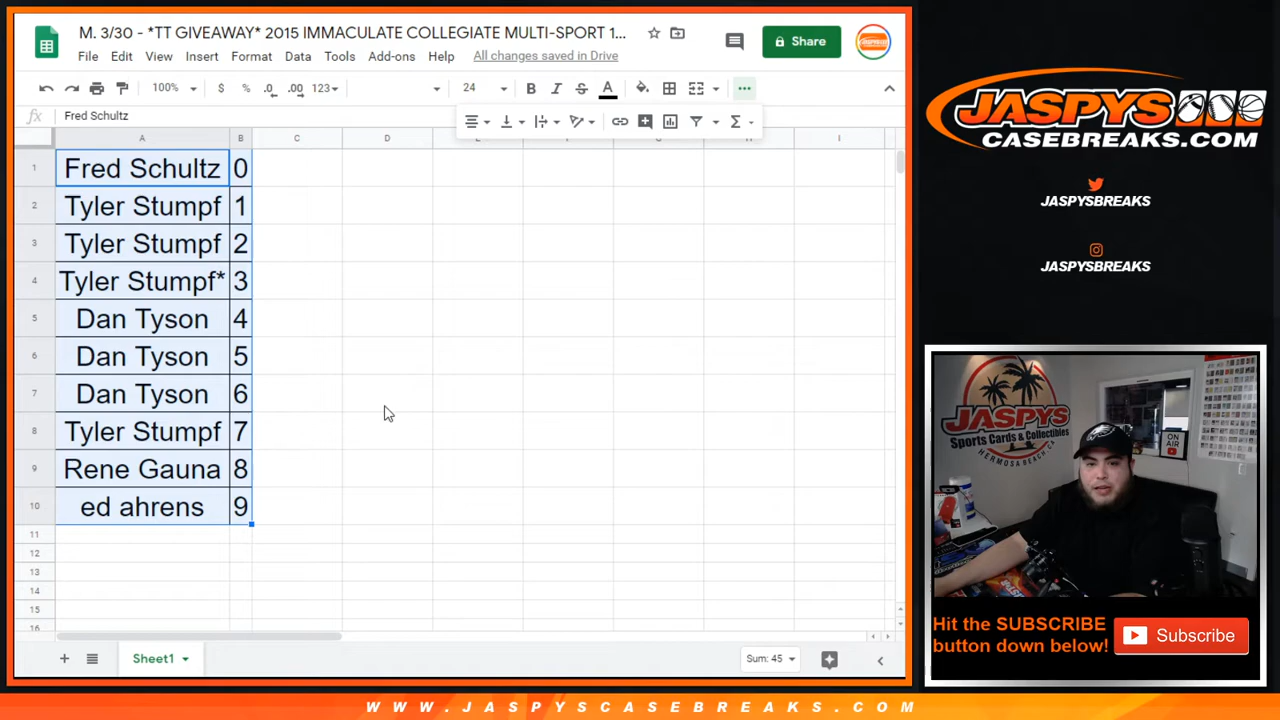 M. 3/30 - *TT GIVEAWAY* 2015 IMMACULATE COLLEGIATE MULTI-SPORT 1...
Share
File Edit View Insert Format Data Tools Add-ons Help All changes saved in Drive
100% $ % .0 .00 123 24 B I S A
fx Fred Schultz
A B C D I
1 Fred Schultz 0
2 Tyler Stumpf 1
3 Tyler Stumpf 2
4 Tyler Stumpf* 3
5 Dan Tyson 4
6 Dan Tyson 5
7 Dan Tyson 6
8 Tyler Stumpf 7
9 Rene Gauna 8
10 ed ahrens 9
11
12
13
14
15
16
Sheet1
Sum: 45
JASPYS
CASEBREAKS.COM
JASPYSBREAKS
JASPYSBREAKS
JASPYS
Sports Cards & Collectibles
HERMOSA BEACH, CA
ON AIR
Hit the SUBSCRIBE
button down below!
Subscribe
WWW.JASPYSCASEBREAKS.COM